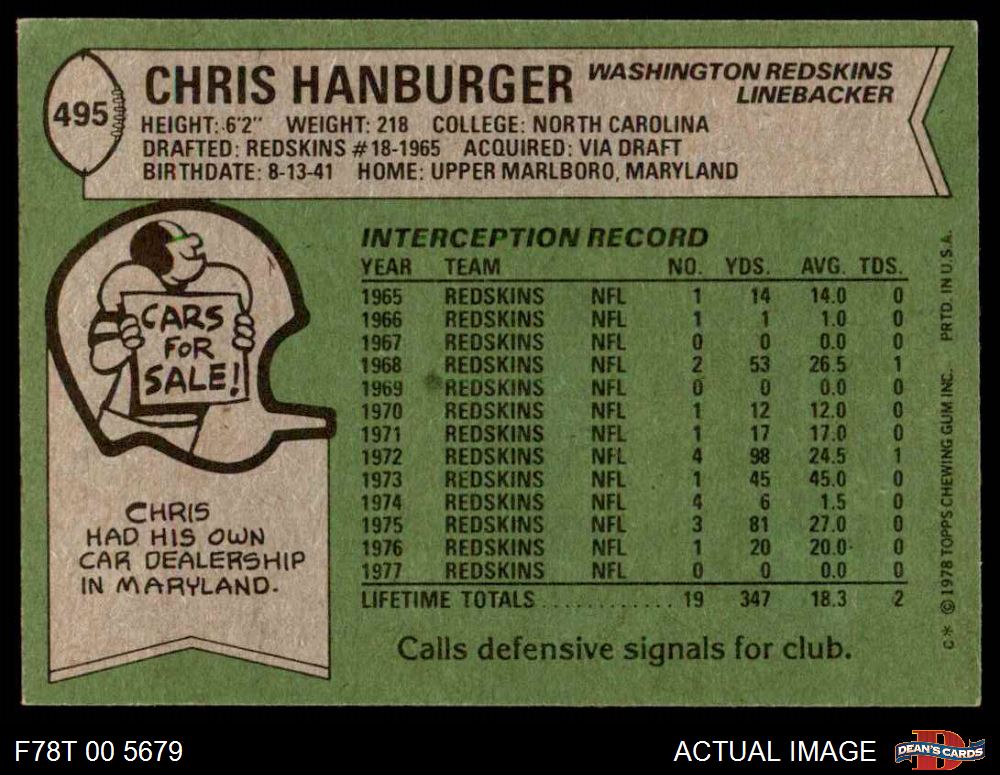 495
CHRIS HANBURGER
WASHINGTON REDSKINS
LINEBACKER
HEIGHT: 6'2" WEIGHT: 218 COLLEGE: NORTH CAROLINA
DRAFTED: REDSKINS #18-1965 ACQUIRED: VIA DRAFT
BIRTHDATE: 8-13-41 HOME: UPPER MARLBORO, MARYLAND
CARS
FOR
SALE!
CHRIS
HAD HIS OWN
CAR DEALERSHIP
IN MARYLAND.
INTERCEPTION RECORD
YEAR TEAM NO. YDS. AVG. TDS.
1965 REDSKINS NFL 1 14 14.0 0
1966 REDSKINS NFL 1 1 1.0 0
1967 REDSKINS NFL 0 0 0.0 0
1968 REDSKINS NFL 2 53 26.5 1
1969 REDSKINS NFL 0 0 0.0 0
1970 REDSKINS NFL 1 12 12.0 0
1971 REDSKINS NFL 1 17 17.0 0
1972 REDSKINS NFL 4 98 24.5 1
1973 REDSKINS NFL 1 45 45.0 0
1974 REDSKINS NFL 4 6 1.5 0
1975 REDSKINS NFL 3 81 27.0 0
1976 REDSKINS NFL 1 20 20.0 0
1977 REDSKINS NFL 0 0 0.0 0
LIFETIME TOTALS............ 19 347 18.3 2
Calls defensive signals for club.
C* © 1978 TOPPS CHEWING GUM INC. PRTD. IN U.S.A.
F78T 00 5679
ACTUAL IMAGE
DEAN'S CARDS